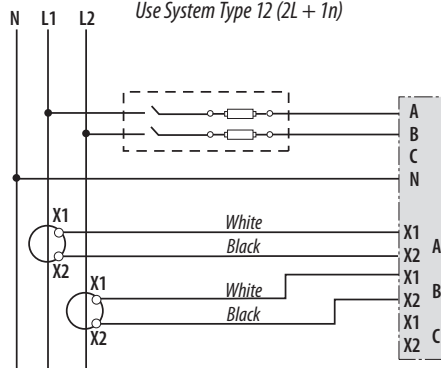 Use System Type 12 (2L + 1n)
N L1 L2
A
B
C
N
X1
X2
White
Black
X1
X2 A
X1
X2
White
Black
X1
X2 B
X1
X2 C